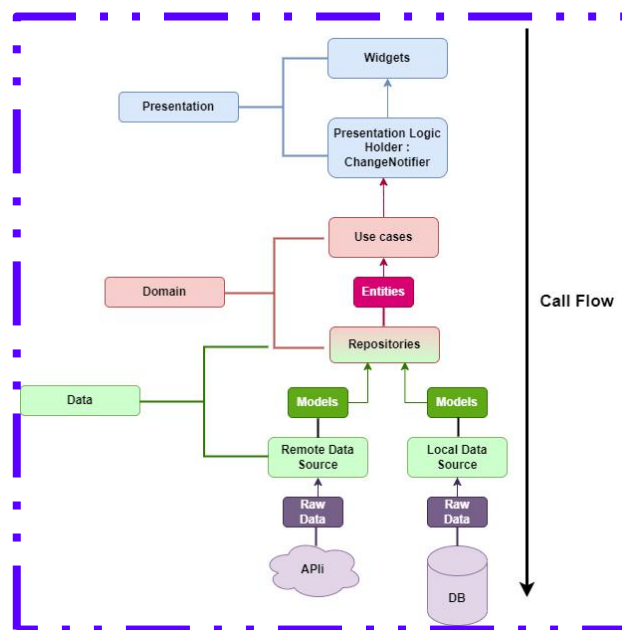 Widgets
Presentation
Presentation Logic
Holder :
ChangeNotifier
Use cases
Domain
Entities
Call Flow
Repositories
Data
Models
Models
Remote Data
Source
Local Data
Source
Raw
Data
Raw
Data
APIi
DB